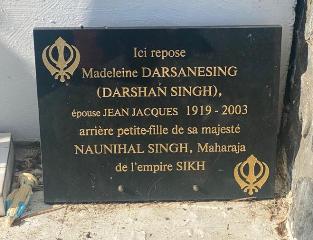 Ici repose
Madeleine DARSANESING
(DARSHAN SINGH),
épouse JEAN JACQUES 1919 - 2003
arrière petite-fille de sa majesté
NAUNIHAL SINGH, Maharaja
de l'empire SIKH